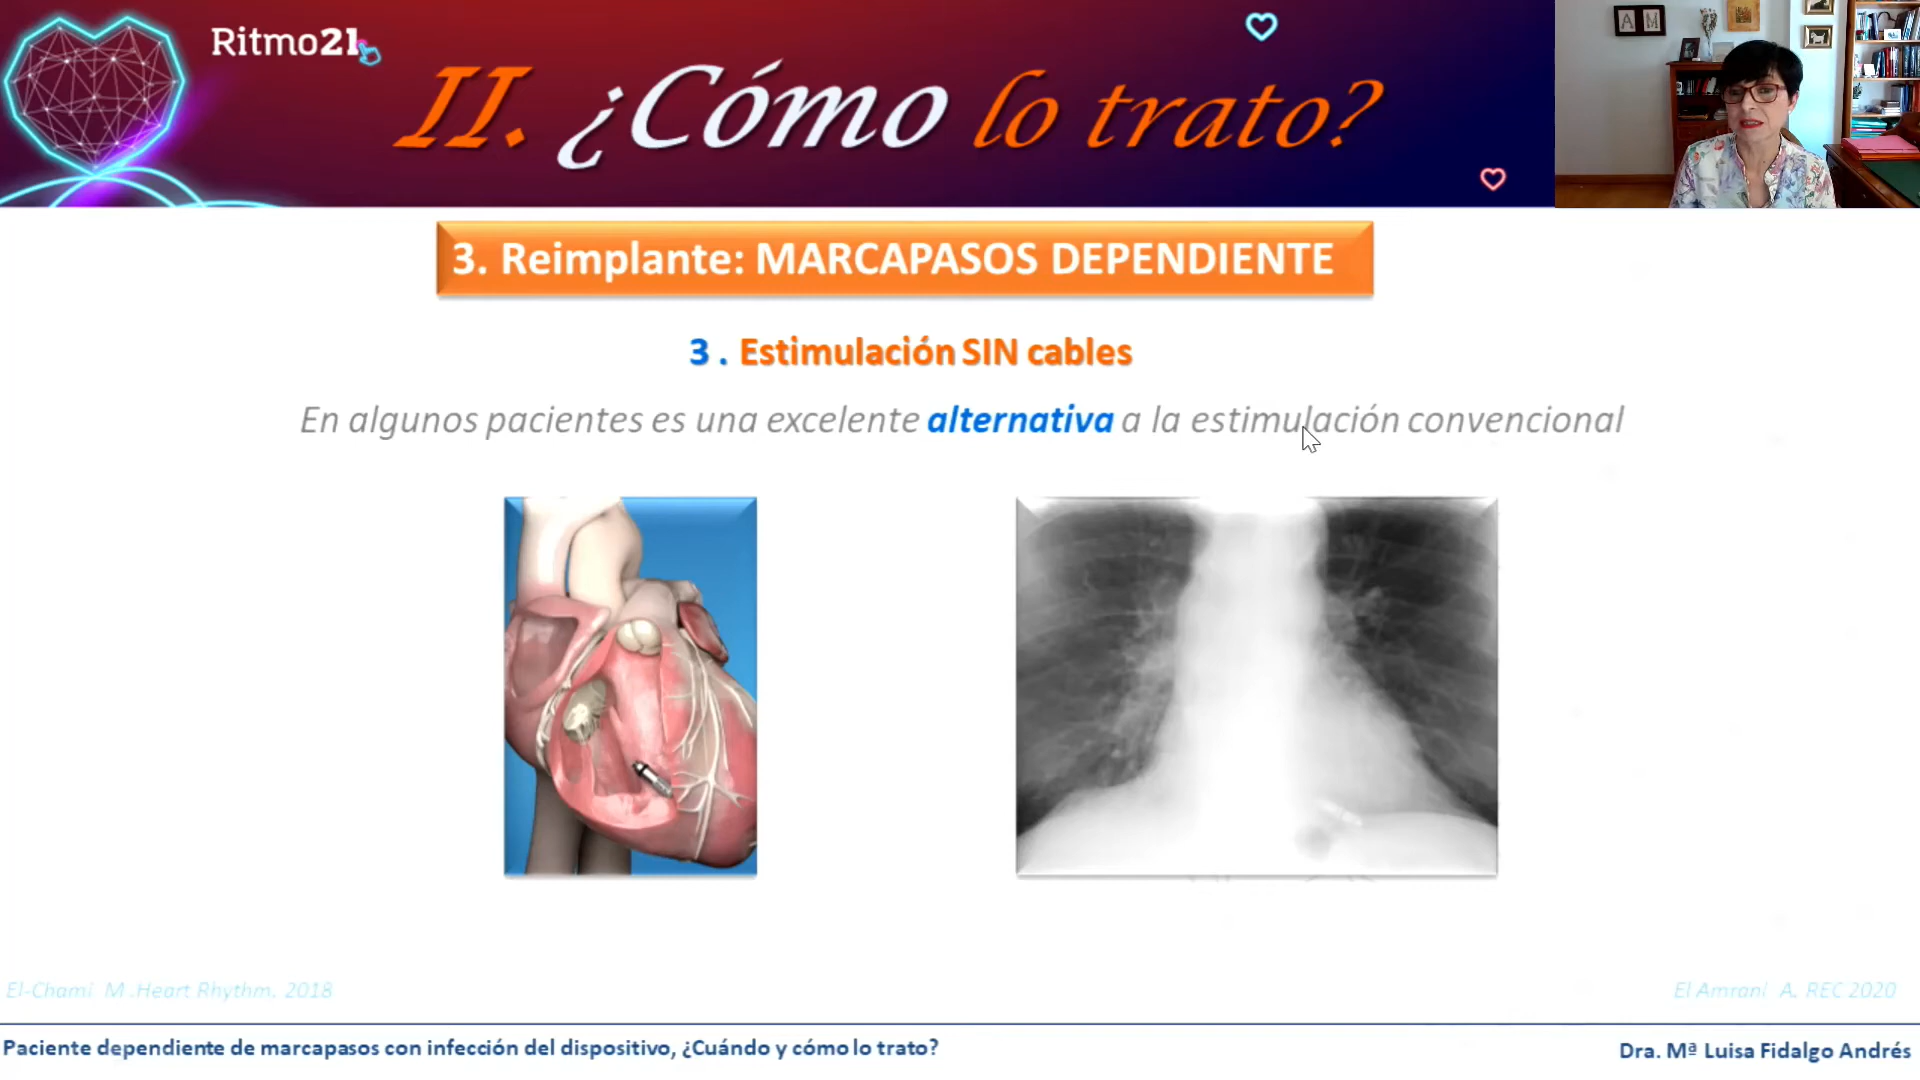 Ritmo21
II. ¿Cómo lo trato?
A M
3. Reimplante: MARCAPASOS DEPENDIENTE
3 . Estimulación SIN cables
En algunos pacientes es una excelente alternativa a la estimulación convencional
El-Chami M .Heart Rhythm. 2018
El Amrani A. REC 2020
Paciente dependiente de marcapasos con infección del dispositivo, ¿Cuándo y cómo lo trato?
Dra. Mª Luisa Fidalgo Andrés